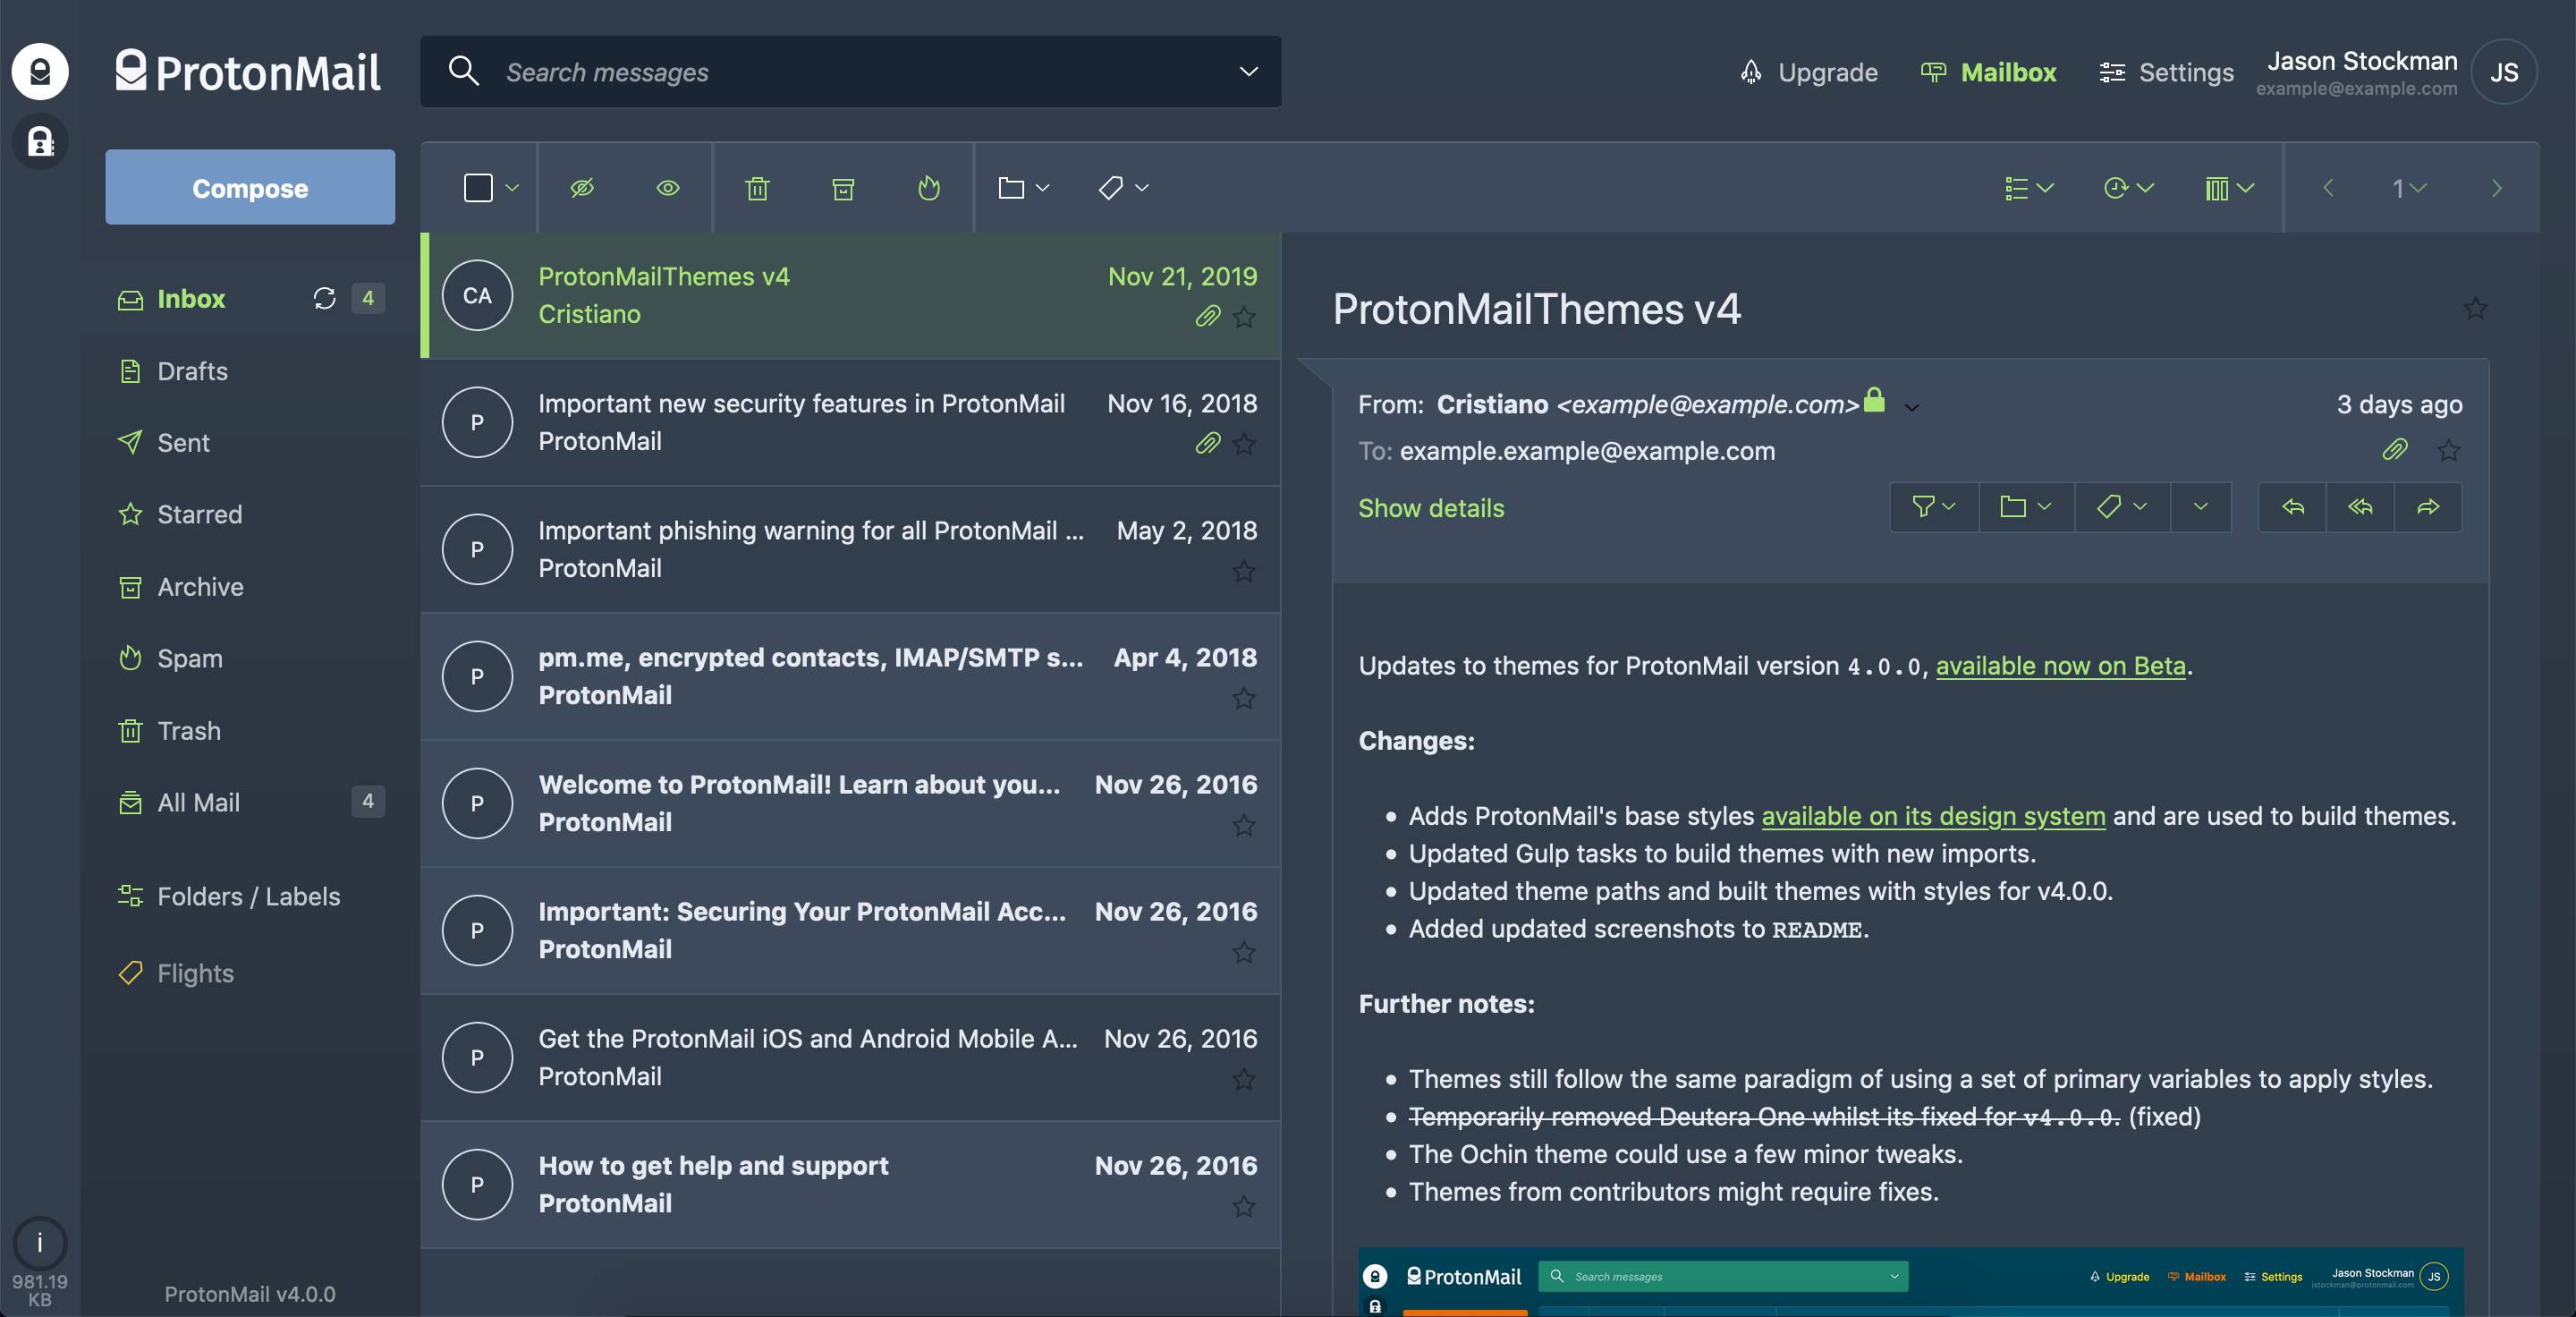 ProtonMail
Search messages
Upgrade
Mailbox
Settings
Jason Stockman
example@example.com
JS
Compose
1
Inbox
4
Drafts
Sent
Starred
Archive
Spam
Trash
All Mail
4
Folders / Labels
Flights
i
981.19
KB
ProtonMail v4.0.0
CA
ProtonMailThemes v4
Nov 21, 2019
Cristiano
P
Important new security features in ProtonMail
Nov 16, 2018
ProtonMail
P
Important phishing warning for all ProtonMail ...
May 2, 2018
ProtonMail
P
pm.me, encrypted contacts, IMAP/SMTP s...
Apr 4, 2018
ProtonMail
P
Welcome to ProtonMail! Learn about you...
Nov 26, 2016
ProtonMail
P
Important: Securing Your ProtonMail Acc...
Nov 26, 2016
ProtonMail
P
Get the ProtonMail iOS and Android Mobile A...
Nov 26, 2016
ProtonMail
P
How to get help and support
Nov 26, 2016
ProtonMail
ProtonMailThemes v4
From: Cristiano <example@example.com>
3 days ago
To: example.example@example.com
Show details
Updates to themes for ProtonMail version 4.0.0, available now on Beta.
Changes:
• Adds ProtonMail's base styles available on its design system and are used to build themes.
• Updated Gulp tasks to build themes with new imports.
• Updated theme paths and built themes with styles for v4.0.0.
• Added updated screenshots to README.
Further notes:
• Themes still follow the same paradigm of using a set of primary variables to apply styles.
• Temporarily removed Deutera One whilst its fixed for v4.0.0. (fixed)
• The Ochin theme could use a few minor tweaks.
• Themes from contributors might require fixes.
ProtonMail
Search messages
Upgrade
Mailbox
Settings
Jason Stockman
jstockman@protonmail.com
JS